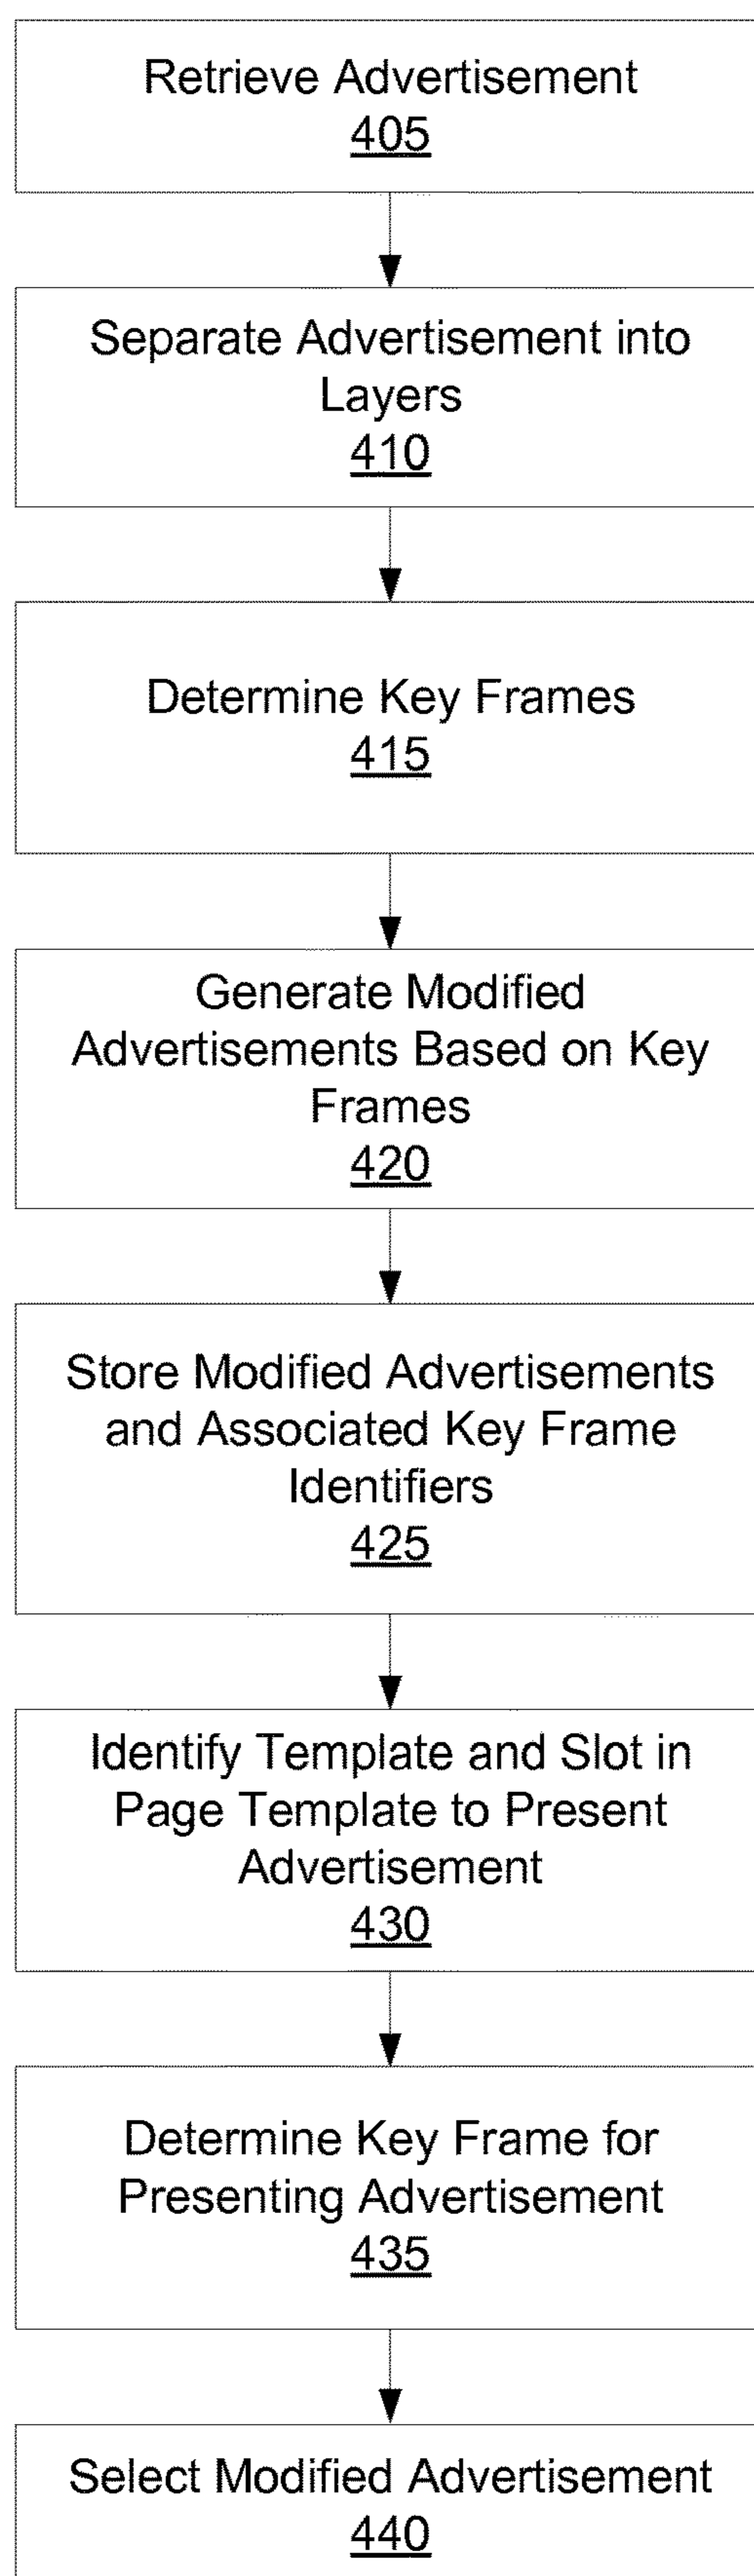 Retrieve Advertisement
405
Separate Advertisement into
Layers
410
Determine Key Frames
415
Generate Modified
Advertisements Based on Key
Frames
420
Store Modified Advertisements
and Associated Key Frame
Identifiers
425
Identify Template and Slot in
Page Template to Present
Advertisement
430
Determine Key Frame for
Presenting Advertisement
435
Select Modified Advertisement
440